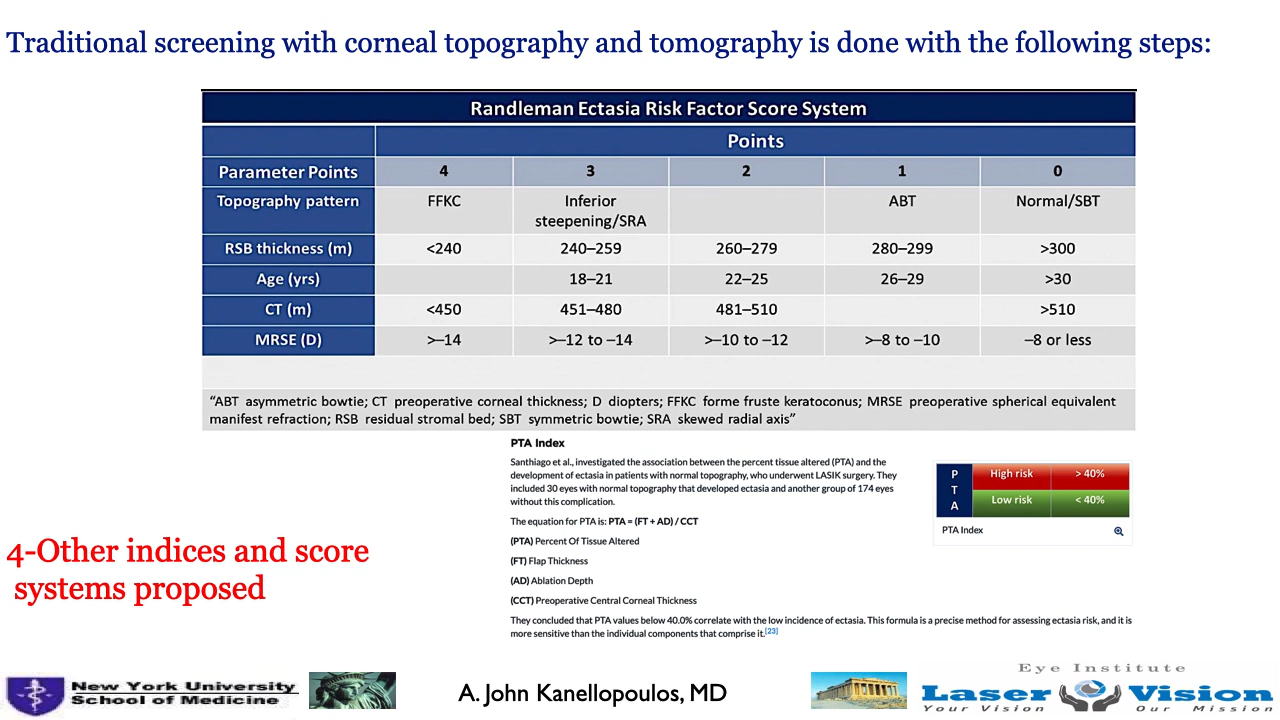 Traditional screening with corneal topography and tomography is done with the following steps:
Randleman Ectasia Risk Factor Score System
Points
Parameter Points 4 3 2 1 0
Topography pattern FFKC Inferior steepening/SRA ABT Normal/SBT
RSB thickness (m) <240 240–259 260–279 280–299 >300
Age (yrs) 18–21 22–25 26–29 >30
CT (m) <450 451–480 481–510 >510
MRSE (D) >–14 >–12 to –14 >–10 to –12 >–8 to –10 –8 or less
“ABT asymmetric bowtie; CT preoperative corneal thickness; D diopters; FFKC forme fruste keratoconus; MRSE preoperative spherical equivalent
manifest refraction; RSB residual stromal bed; SBT symmetric bowtie; SRA skewed radial axis”
PTA Index
Santhiago et al., investigated the association between the percent tissue altered (PTA) and the
development of ectasia in patients with normal topography, who underwent LASIK surgery. They
included 30 eyes with normal topography that developed ectasia and another group of 174 eyes
without this complication.
The equation for PTA is: PTA = (FT + AD) / CCT
(PTA) Percent Of Tissue Altered
(FT) Flap Thickness
(AD) Ablation Depth
(CCT) Preoperative Central Corneal Thickness
They concluded that PTA values below 40.0% correlate with the low incidence of ectasia. This formula is a precise method for assessing ectasia risk, and it is
more sensitive than the individual components that comprise it.[23]
PTA
High risk > 40%
Low risk < 40%
PTA Index
4-Other indices and score
systems proposed
New York University
School of Medicine
A. John Kanellopoulos, MD
Eye Institute
Laser Vision
Your Vision Our Mission